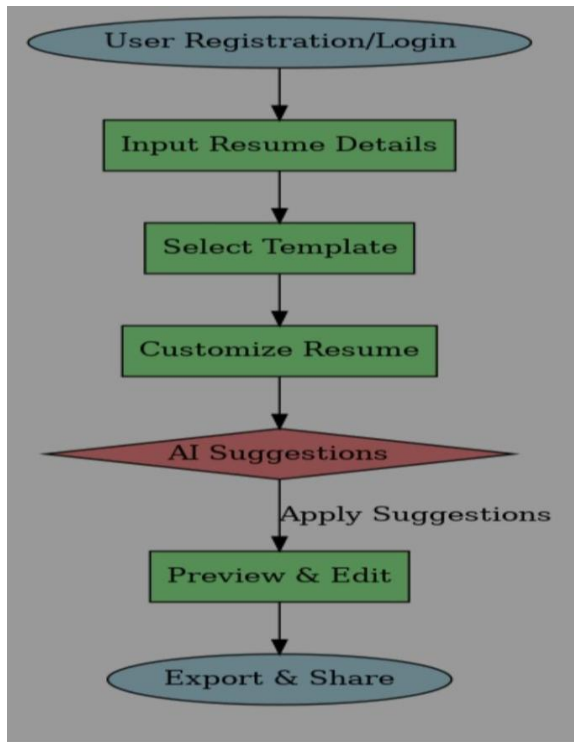 User Registration/Login
Input Resume Details
Select Template
Customize Resume
AI Suggestions
Apply Suggestions
Preview & Edit
Export & Share